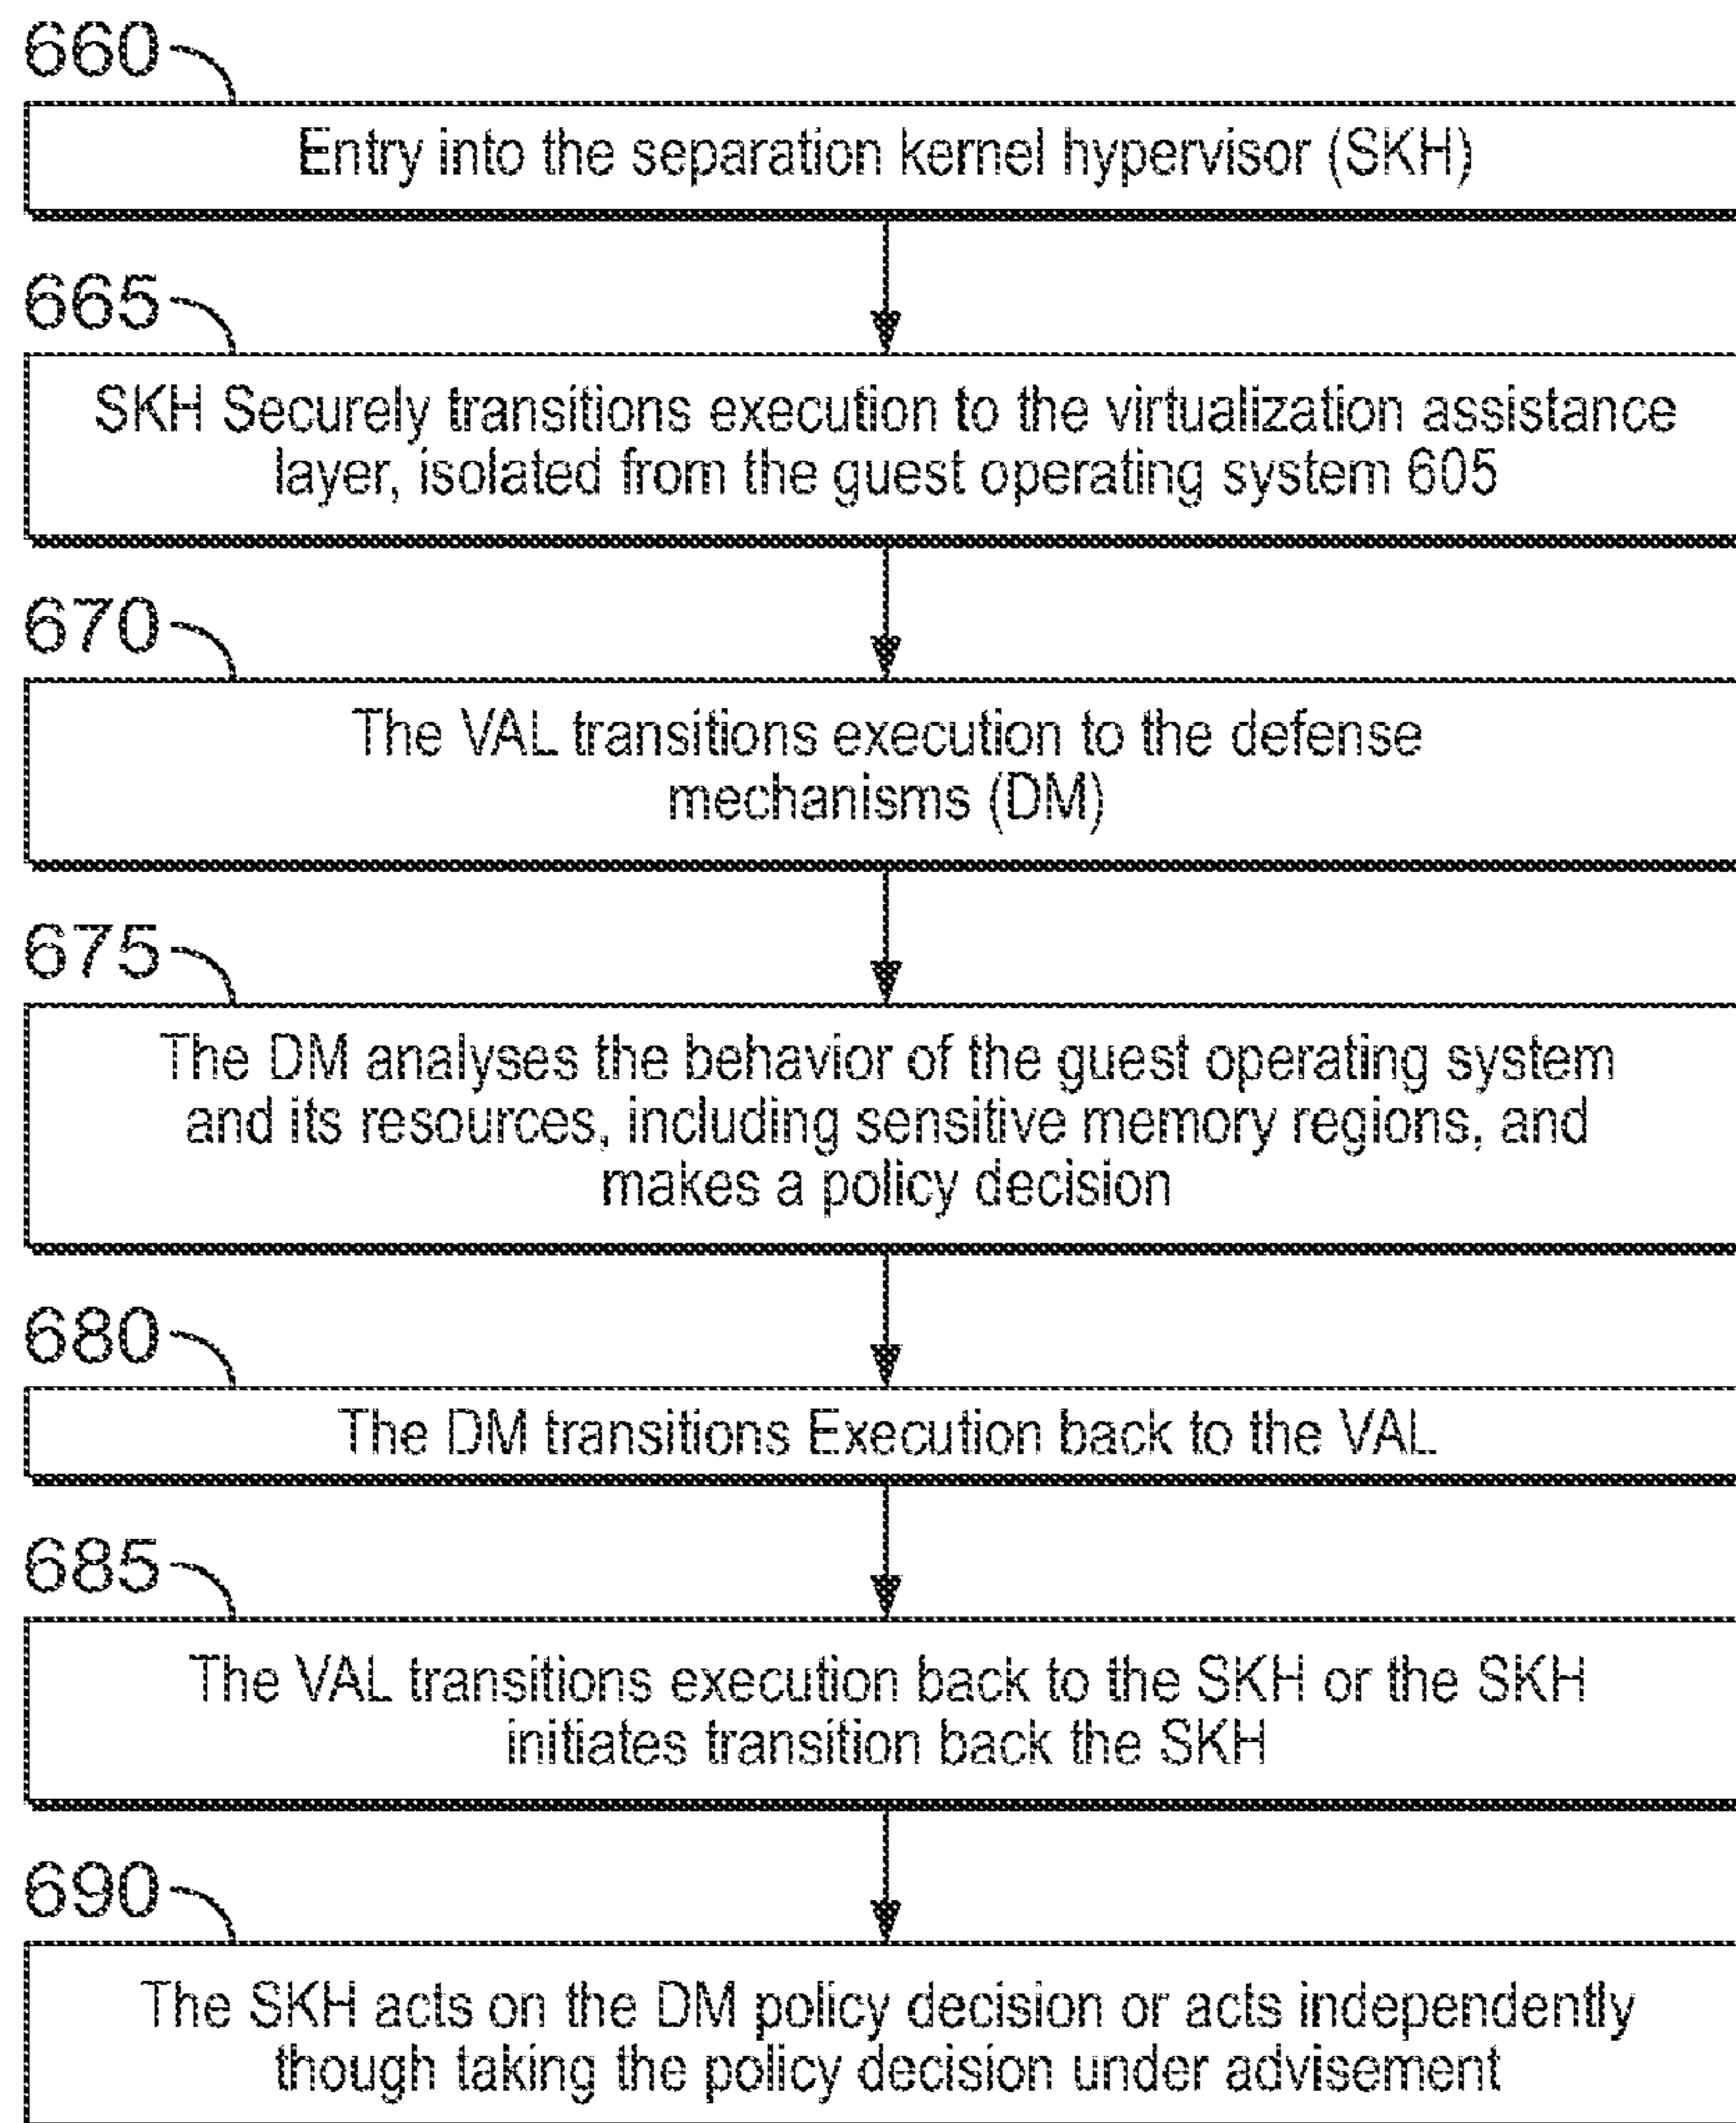 660
Entry into the separation kernel hypervisor (SKH)
665
SKH Securely transitions execution to the virtualization assistance
layer, isolated from the guest operating system 605
670
The VAL transitions execution to the defense
mechanisms (DM)
675
The DM analyses the behavior of the guest operating system
and its resources, including sensitive memory regions, and
makes a policy decision
680
The DM transitions Execution back to the VAL
685
The VAL transitions execution back to the SKH or the SKH
initiates transition back the SKH
690
The SKH acts on the DM policy decision or acts independently
though taking the policy decision under advisement